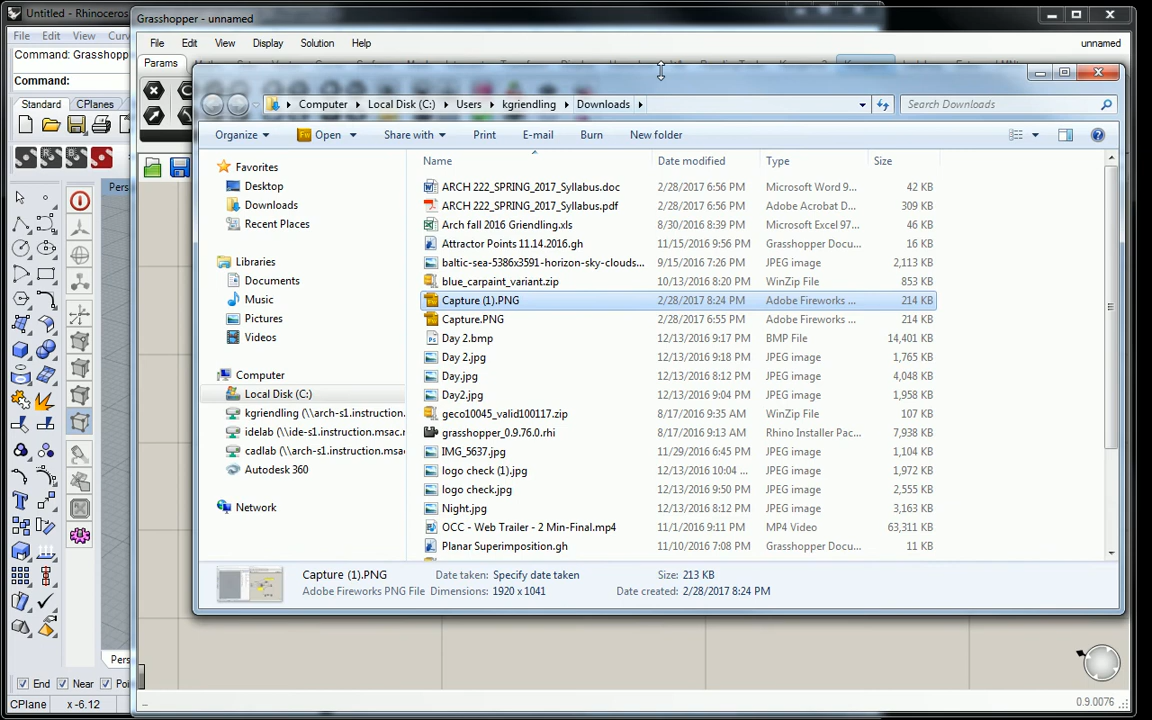 Untitled - Rhinoceros
Grasshopper - unnamed
File Edit View
File Edit View Display Solution Help unnamed
Command: Grasshopp
Command:
Params
Standard CPlanes
Computer Local Disk (C:) Users kgriendling Downloads
Search Downloads
Organize Open Share with Print E-mail Burn New folder
Favorites
Desktop
Downloads
Recent Places
Libraries
Documents
Music
Pictures
Videos
Computer
Local Disk (C:)
kgriendling (\\arch-s1.instruction.
idelab (\\ide-s1.instruction.msac.
cadlab (\\arch-s1.instruction.msac
Autodesk 360
Network
Name Date modified Type Size
ARCH 222_SPRING_2017_Syllabus.doc 2/28/2017 6:56 PM Microsoft Word 9... 42 KB
ARCH 222_SPRING_2017_Syllabus.pdf 2/28/2017 6:56 PM Adobe Acrobat D... 309 KB
Arch fall 2016 Griendling.xls 8/30/2016 8:39 PM Microsoft Excel 97... 29 KB
Attractor Points 11.14.2016.gh 11/15/2016 9:56 PM Grasshopper Docu... 16 KB
baltic-sea-5386x3591-horizon-sky-clouds... 9/15/2016 7:26 PM JPEG image 2,113 KB
blue_carpaint_variant.zip 10/13/2016 8:20 PM WinZip File 853 KB
Capture (1).PNG 2/28/2017 8:24 PM Adobe Fireworks ... 214 KB
Capture.PNG 2/28/2017 6:55 PM Adobe Fireworks ... 214 KB
Day 2.bmp 12/13/2016 9:17 PM BMP File 14,401 KB
Day 2.jpg 12/13/2016 9:18 PM JPEG image 1,765 KB
Day.jpg 12/13/2016 8:12 PM JPEG image 4,048 KB
Day2.jpg 12/13/2016 9:04 PM JPEG image 1,958 KB
geco10045_valid100117.zip 8/17/2016 9:35 AM WinZip File 107 KB
grasshopper_0.9.76.0.rhi 8/17/2016 9:13 AM Rhino Installer Pac... 7,938 KB
IMG_5637.jpg 11/29/2016 6:45 PM JPEG image 1,104 KB
logo check (1).jpg 12/13/2016 10:04 ... JPEG image 1,972 KB
logo check.jpg 12/13/2016 9:50 PM JPEG image 2,555 KB
Night.jpg 12/13/2016 8:12 PM JPEG image 3,163 KB
OCC - Web Trailer - 2 Min-Final.mp4 11/1/2016 9:11 PM MP4 Video 63,311 KB
Planar Superimposition.gh 11/10/2016 7:08 PM Grasshopper Docu... 11 KB
Capture (1).PNG Date taken: Specify date taken Size: 213 KB
Adobe Fireworks PNG File Dimensions: 1920 x 1041 Date created: 2/28/2017 8:24 PM
Pers
Pers
End Near Poi
CPlane x -6.12
0.9.0076